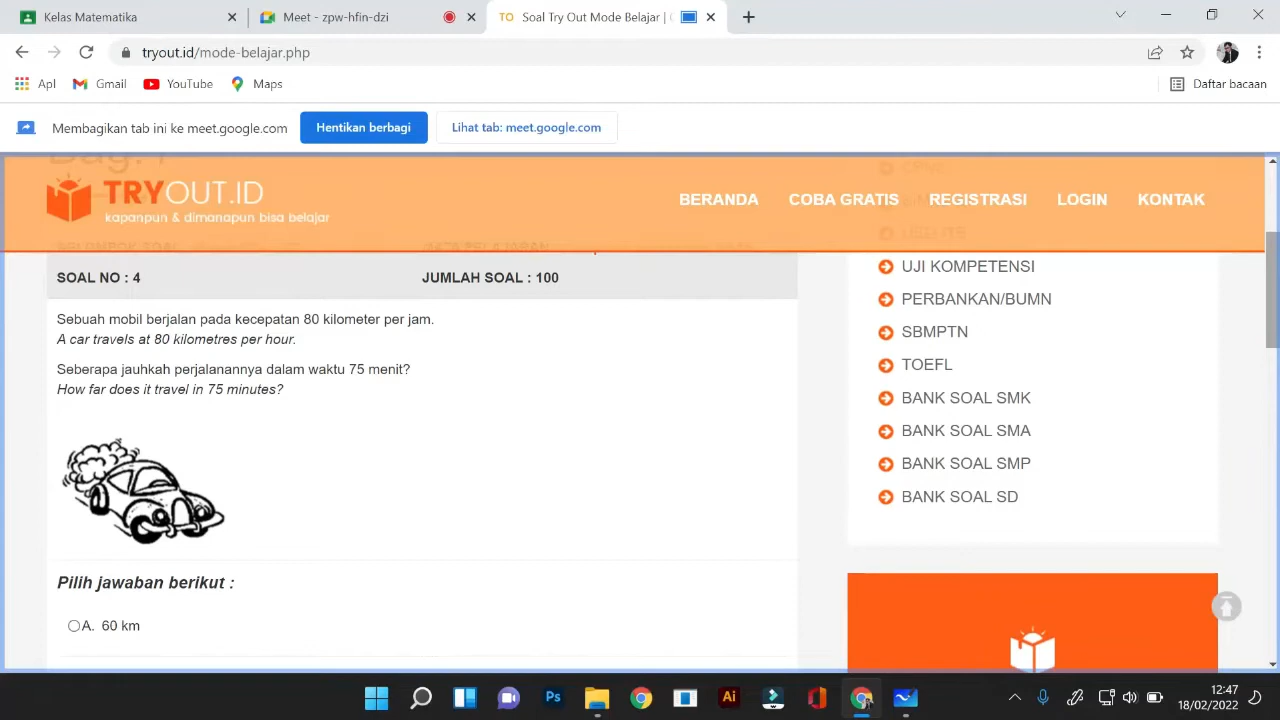 Kelas Matematika
Meet - zpw-hfin-dzi
TO Soal Try Out Mode Belajar | (
tryout.id/mode-belajar.php
Apl Gmail YouTube Maps Daftar bacaan
Membagikan tab ini ke meet.google.com Hentikan berbagi Lihat tab: meet.google.com
TRYOUT.ID
kapanpun & dimanapun bisa belajar
BERANDA COBA GRATIS REGISTRASI LOGIN KONTAK
SOAL NO : 4 JUMLAH SOAL : 100
Sebuah mobil berjalan pada kecepatan 80 kilometer per jam.
A car travels at 80 kilometres per hour.
Seberapa jauhkah perjalanannya dalam waktu 75 menit?
How far does it travel in 75 minutes?
Pilih jawaban berikut :
A. 60 km
UJI KOMPETENSI
PERBANKAN/BUMN
SBMPTN
TOEFL
BANK SOAL SMK
BANK SOAL SMA
BANK SOAL SMP
BANK SOAL SD
Ps
Ai
12:47
18/02/2022